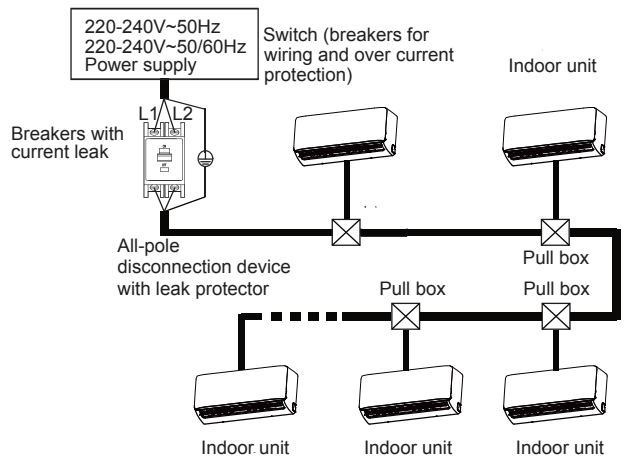 220-240V~50Hz
220-240V~50/60Hz
Power supply
Switch (breakers for
wiring and over current
protection)
Indoor unit
L1 L2
Breakers with
current leak
All-pole
disconnection device
with leak protector
Pull box
Pull box
Pull box
Indoor unit
Indoor unit
Indoor unit